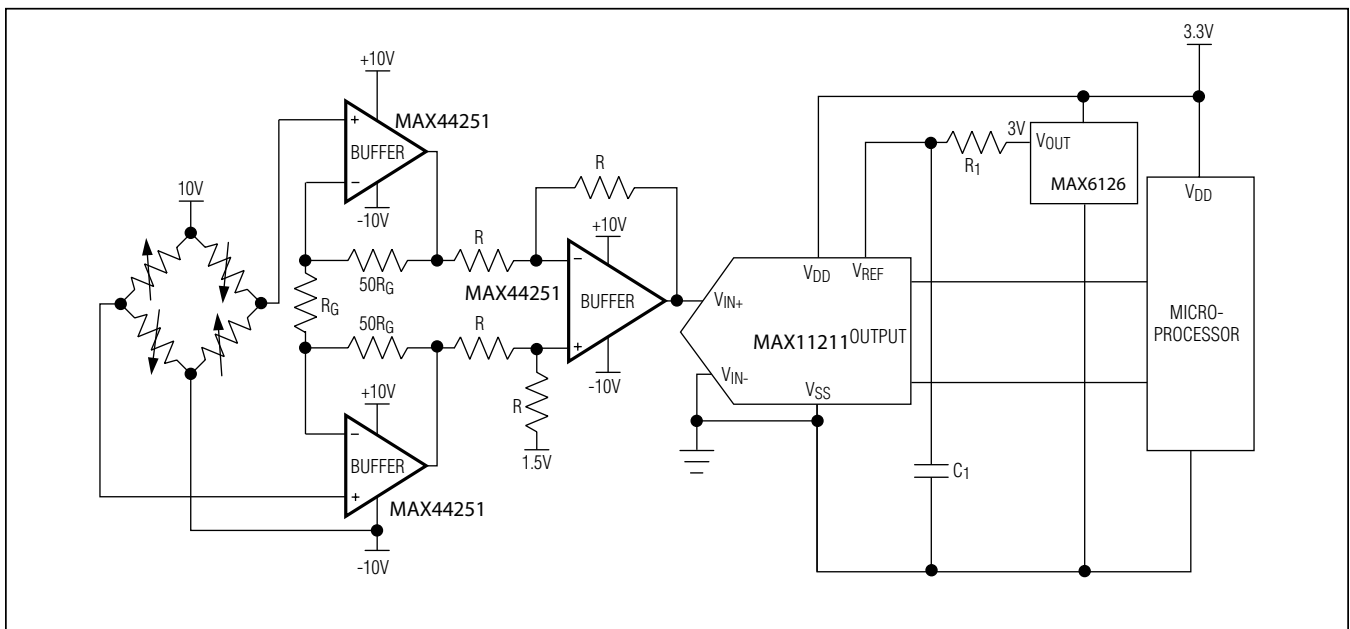 3.3V
+10V
MAX44251
+
BUFFER
−
-10V
10V
3V
VOUT
R1
MAX6126
VDD
R
+10V
R
50RG
MAX44251
−
BUFFER
+
-10V
RG
50RG
R
R
1.5V
VDD
VREF
VIN+
MAX11211
OUTPUT
VIN-
VSS
MICRO-
PROCESSOR
+10V
−
BUFFER
+
MAX44251
-10V
C1